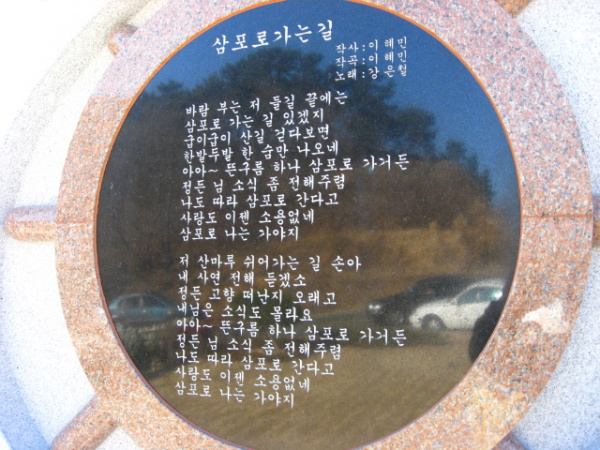 삼포로가는길
작사:이혜민
작곡:이혜민
노래:강은철
바람 부는 저 들길 끝에는
삼포로 가는 길 있겠지
굽이굽이 산길 걷다보면
한발두발 한 숨만 나오네
아아~ 뜬구름 하나 삼포로 가거든
정든 님 소식 좀 전해주렴
나도 따라 삼포로 간다고
사랑도 이젠 소용없네
삼포로 나는 가야지
저 산마루 쉬어가는 길 손아
내 사연 전해 듣겠소
정든 고향 떠난지 오래고
내님은 소식도 몰라요
아아~ 뜬구름 하나 삼포로 가거든
정든 님 소식 좀 전해주렴
나도 따라 삼포로 간다고
사랑도 이젠 소용없네
삼포로 나는 가야지